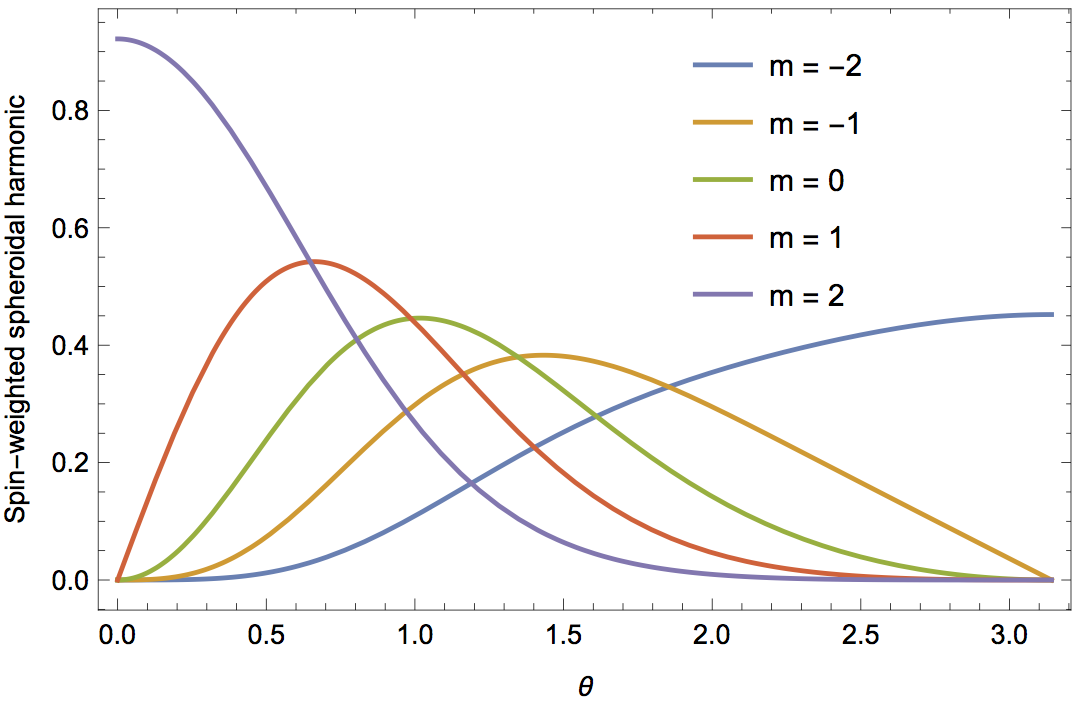 Spin−weighted spheroidal harmonic
0.8
0.6
0.4
0.2
0.0
m = −2
m = −1
m = 0
m = 1
m = 2
0.0 0.5 1.0 1.5 2.0 2.5 3.0
θ